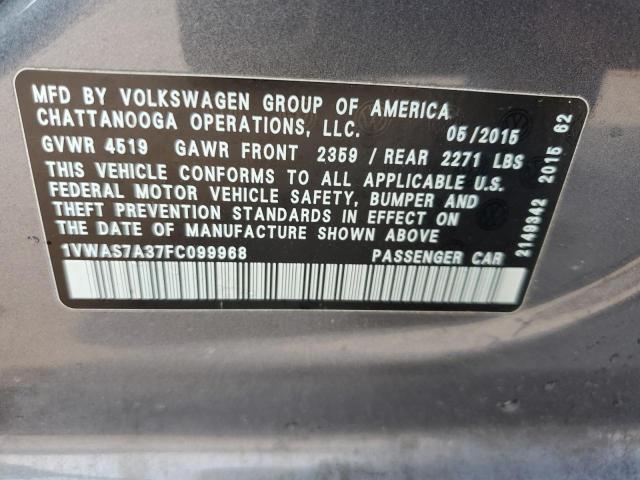 MFD BY VOLKSWAGEN GROUP OF AMERICA
CHATTANOOGA OPERATIONS, LLC. 05/2015
GVWR 4519 GAWR FRONT 2359 / REAR 2271 LBS
THIS VEHICLE CONFORMS TO ALL APPLICABLE U.S.
FEDERAL MOTOR VEHICLE SAFETY, BUMPER AND
THEFT PREVENTION STANDARDS IN EFFECT ON
THE DATE OF MANUFACTURE SHOWN ABOVE
1VWAS7A37FC099968 PASSENGER CAR
2149342 2015 62